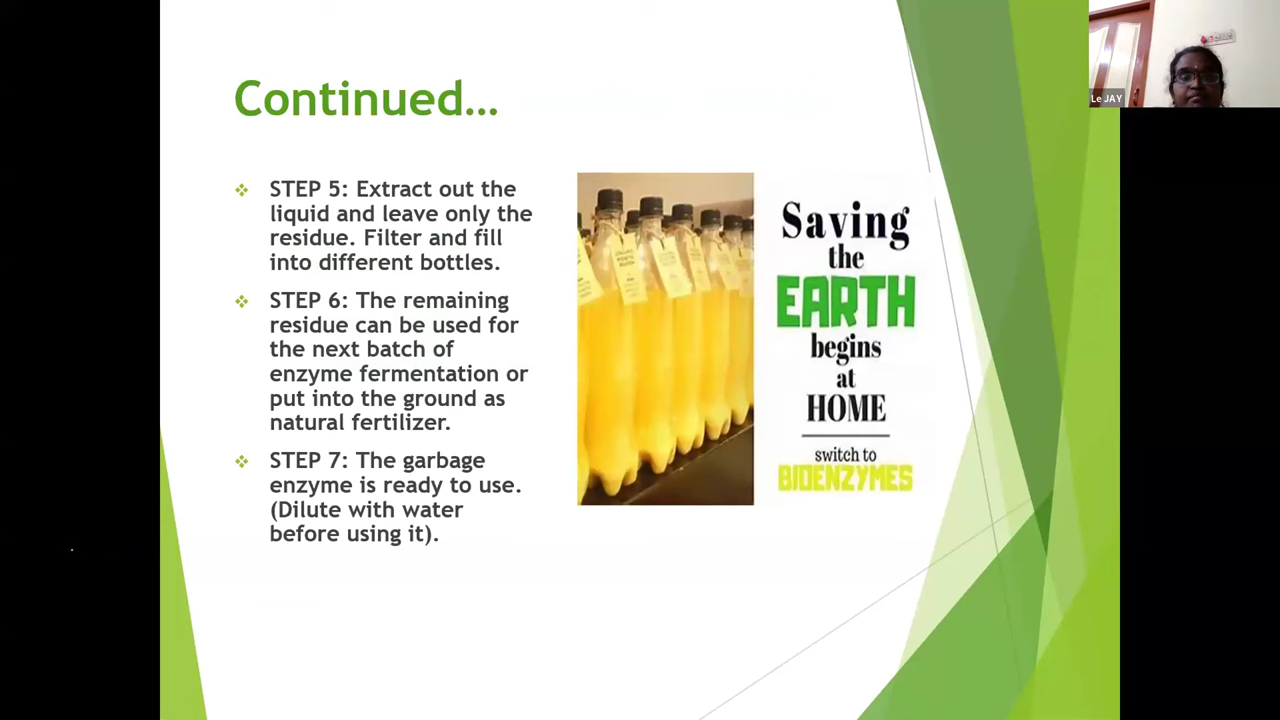 Continued…
❖ STEP 5: Extract out the
liquid and leave only the
residue. Filter and fill
into different bottles.
❖ STEP 6: The remaining
residue can be used for
the next batch of
enzyme fermentation or
put into the ground as
natural fertilizer.
❖ STEP 7: The garbage
enzyme is ready to use.
(Dilute with water
before using it).
Saving
the
EARTH
begins
at
HOME
switch to
BIOENZYMES
Le JAY